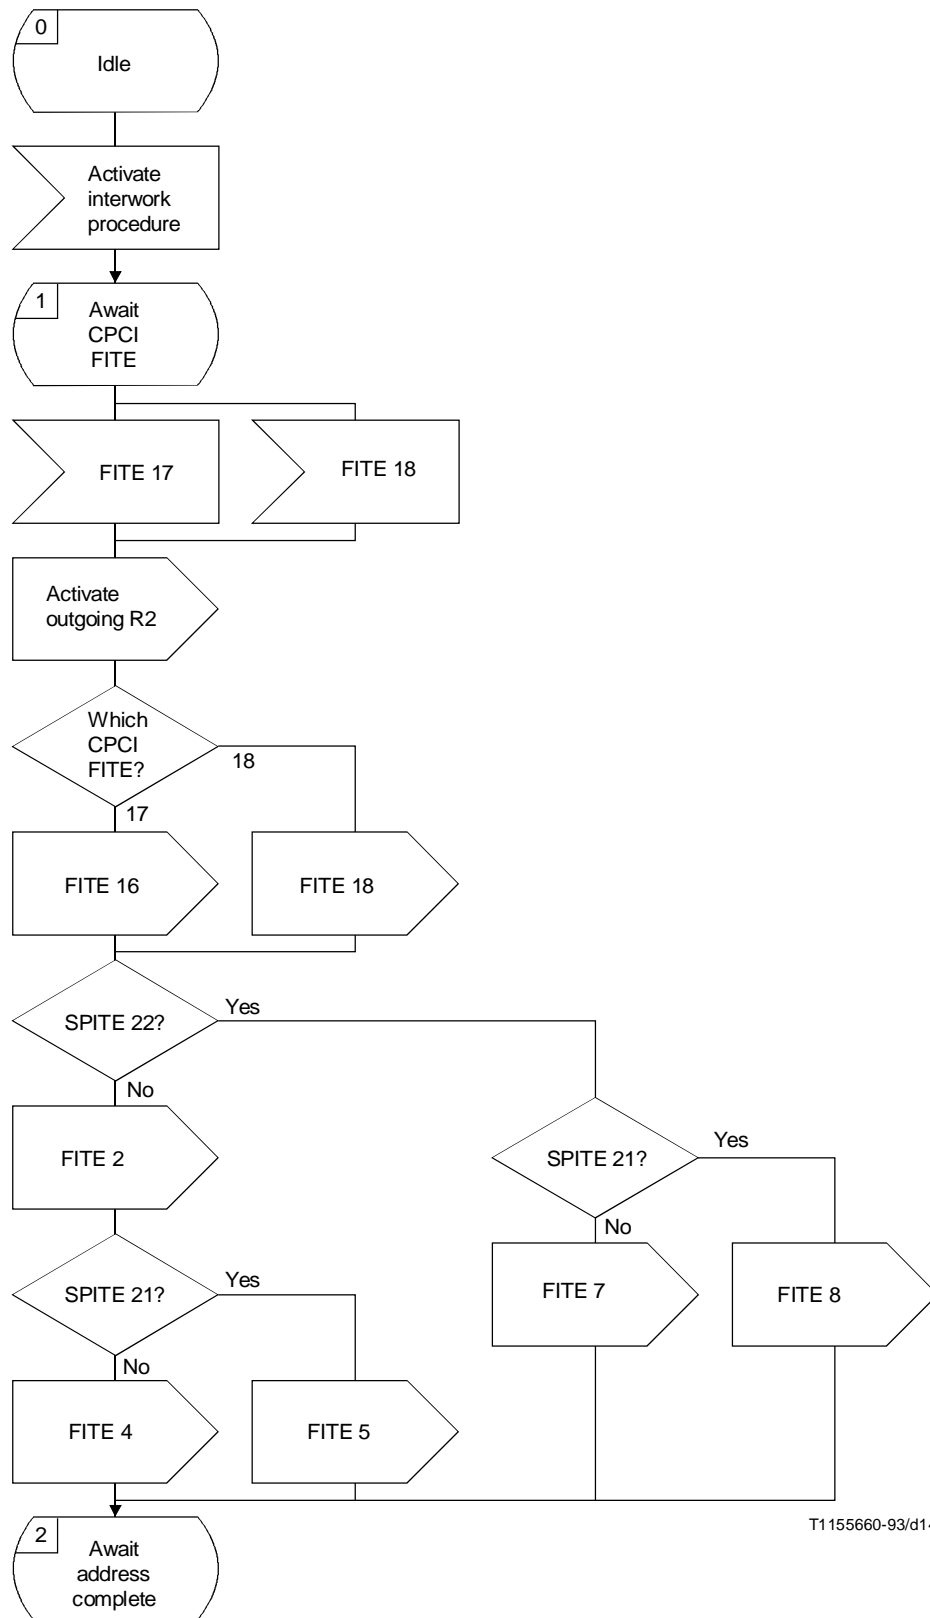 0
Idle
Activate
interwork
procedure
1
Await
CPCI
FITE
FITE 17
FITE 18
Activate
outgoing R2
Which
CPCI
FITE?
18
17
FITE 16
FITE 18
SPITE 22?
Yes
No
FITE 2
SPITE 21?
Yes
No
FITE 7
FITE 8
SPITE 21?
Yes
No
FITE 4
FITE 5
T1155660-93/d14
2
Await
address
complete